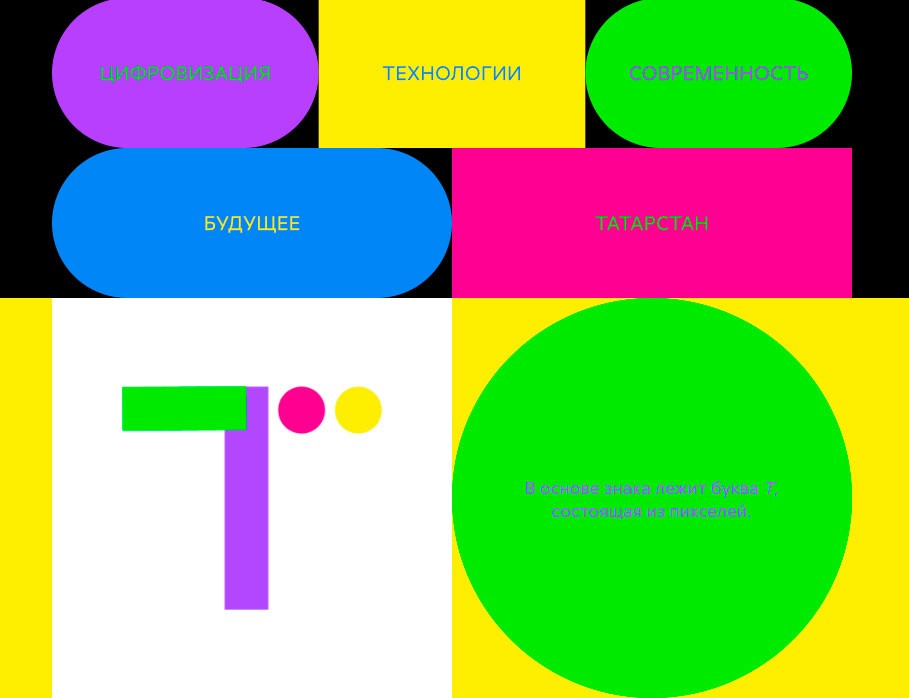 ЦИФРОВИЗАЦИЯ
ТЕХНОЛОГИИ
СОВРЕМЕННОСТЬ
БУДУЩЕЕ
ТАТАРСТАН
В основе знака лежит буква Т,
состоящая из пикселей.